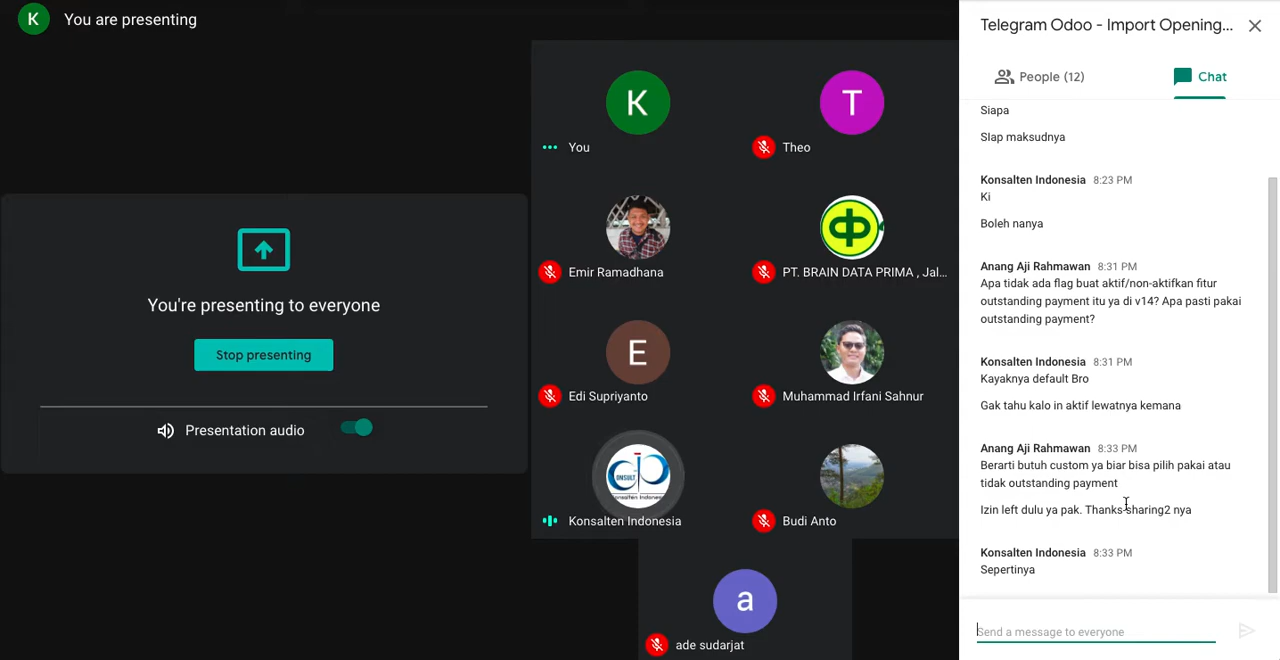 K
You are presenting
You're presenting to everyone
Stop presenting
Presentation audio
K
You
T
Theo
Emir Ramadhana
PT. BRAIN DATA PRIMA , Jal...
E
Edi Supriyanto
Muhammad Irfani Sahnur
Konsalten Indonesia
Budi Anto
a
ade sudarjat
Telegram Odoo - Import Opening...
People (12)
Chat
Siapa
SIap maksudnya
Konsalten Indonesia 8:23 PM
Ki
Boleh nanya
Anang Aji Rahmawan 8:31 PM
Apa tidak ada flag buat aktif/non-aktifkan fitur
outstanding payment itu ya di v14? Apa pasti pakai
outstanding payment?
Konsalten Indonesia 8:31 PM
Kayaknya default Bro
Gak tahu kalo in aktif lewatnya kemana
Anang Aji Rahmawan 8:33 PM
Berarti butuh custom ya biar bisa pilih pakai atau
tidak outstanding payment
Izin left dulu ya pak. Thanks sharing2 nya
Konsalten Indonesia 8:33 PM
Sepertinya
Send a message to everyone